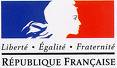 Liberté • Égalité • Fraternité
RÉPUBLIQUE FRANÇAISE